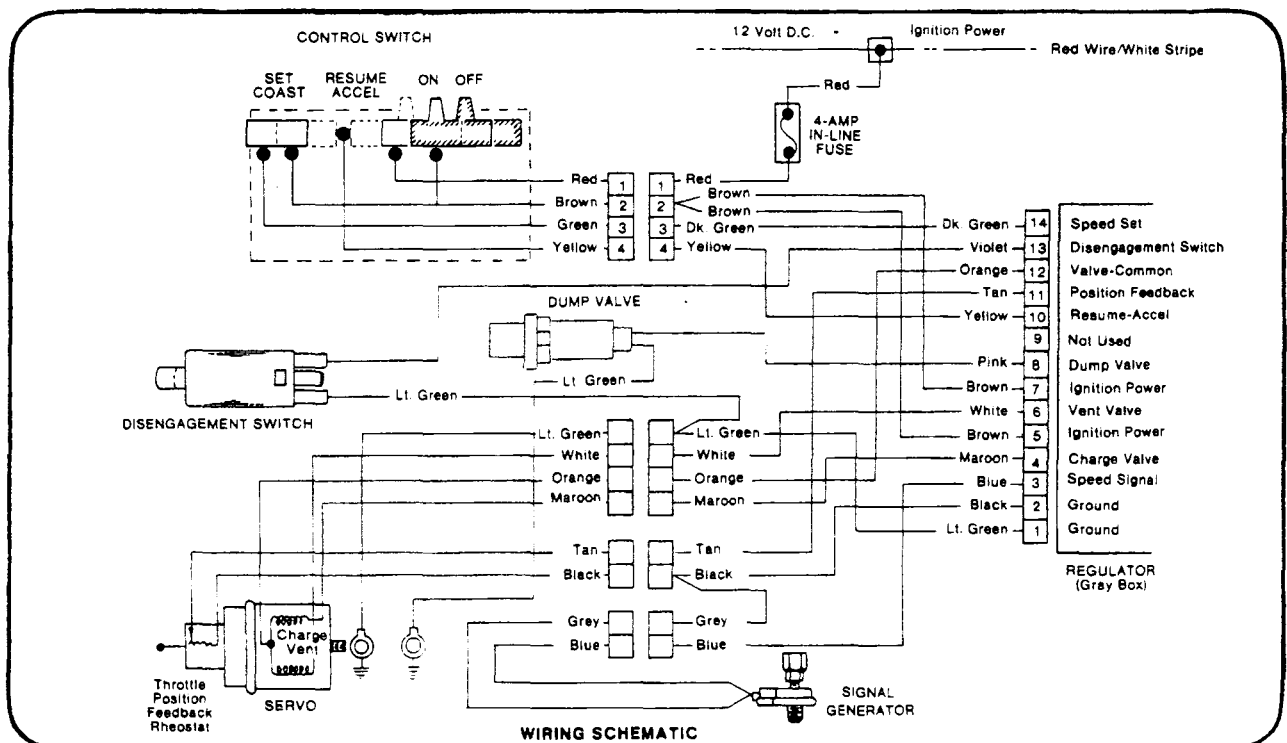 CONTROL SWITCH
12 Volt D.C. - Ignition Power
Red Wire/White Stripe
SET COAST
RESUME ACCEL
ON OFF
Red
4-AMP
IN-LINE
FUSE
Red 1 1 Red
Brown 2 2 Brown
Brown
Green 3 3 Dk. Green
Yellow 4 4 Yellow
Dk. Green 14 Speed Set
Violet 13 Disengagement Switch
Orange 12 Valve-Common
Tan 11 Position Feedback
Yellow 10 Resume-Accel
9 Not Used
Pink 8 Dump Valve
Brown 7 Ignition Power
White 6 Vent Valve
Brown 5 Ignition Power
Maroon 4 Charge Valve
Blue 3 Speed Signal
Black 2 Ground
Lt. Green 1 Ground
REGULATOR
(Gray Box)
DUMP VALVE
Lt. Green
Lt. Green
DISENGAGEMENT SWITCH
Lt. Green Lt. Green
White White
Orange Orange
Maroon Maroon
Tan Tan
Black Black
Grey Grey
Blue Blue
Charge
Vent
Throttle
Position
Feedback
Rheostat
SERVO
SIGNAL
GENERATOR
WIRING SCHEMATIC